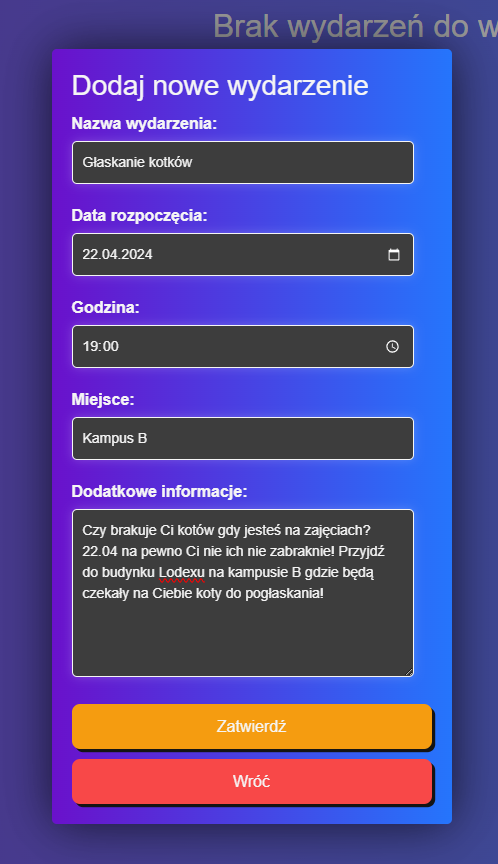 Brak wydarzeń do w
Dodaj nowe wydarzenie
Nazwa wydarzenia:
Głaskanie kotków
Data rozpoczęcia:
22.04.2024
Godzina:
19:00
Miejsce:
Kampus B
Dodatkowe informacje:
Czy brakuje Ci kotów gdy jesteś na zajęciach?
22.04 na pewno Ci nie ich nie zabraknie! Przyjdź
do budynku Lodexu na kampusie B gdzie będą
czekały na Ciebie koty do pogłaskania!
Zatwierdź
Wróć